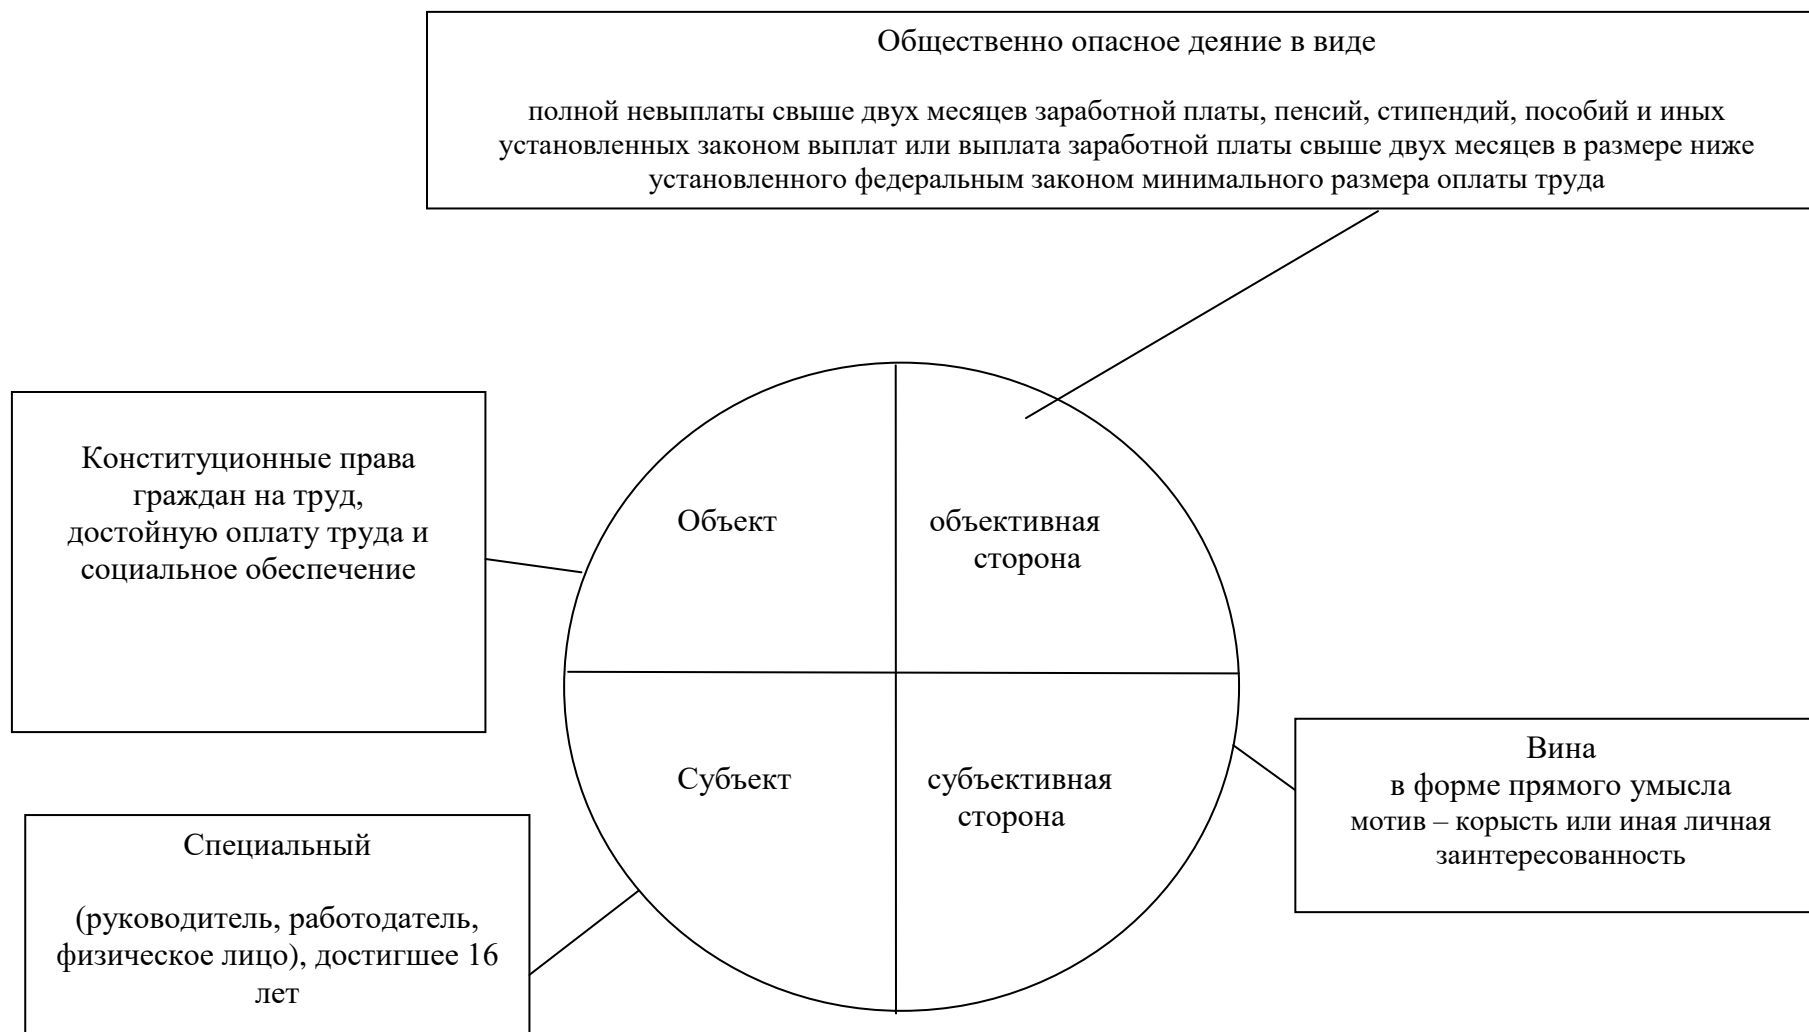 Общественно опасное деяние в виде
полной невыплаты свыше двух месяцев заработной платы, пенсий, стипендий, пособий и иных
установленных законом выплат или выплата заработной платы свыше двух месяцев в размере ниже
установленного федеральным законом минимального размера оплаты труда
Конституционные права
граждан на труд,
достойную оплату труда и
социальное обеспечение
Объект
объективная
сторона
Субъект
субъективная
сторона
Вина
в форме прямого умысла
мотив – корысть или иная личная
заинтересованность
Специальный
(руководитель, работодатель,
физическое лицо), достигшее 16
лет